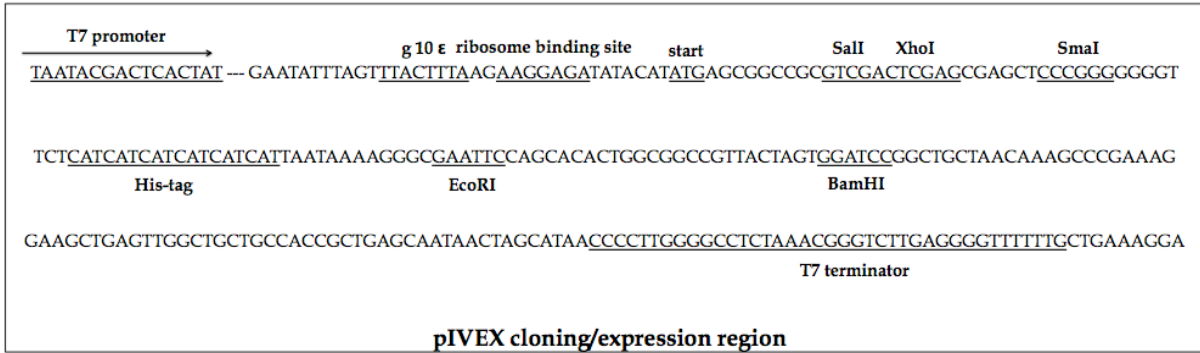 T7 promoter
g 10 ε ribosome binding site
start
SalI
XhoI
SmaI
TAATACGACTCACTAT --- GAATATTTAGTTTACTTTAAGAAGGAGATATACATATGAGCGGCCGCGTCGACTCGAGCGAGCTCCCGGGGGGGT
TCTCATCATCATCATCATCATTAATAAAAGGGCGAATTCCAGCACACTGGCGGCCGTTACTAGTGGATCCGGCTGCTAACAAAGCCCGAAAG
His-tag
EcoRI
BamHI
GAAGCTGAGTTGGCTGCTGCCACCGCTGAGCAATAACTAGCATAACCCCTTGGGGCCTCTAAACGGGTCTTGAGGGGTTTTTTGCTGAAAGGA
T7 terminator
pIVEX cloning/expression region